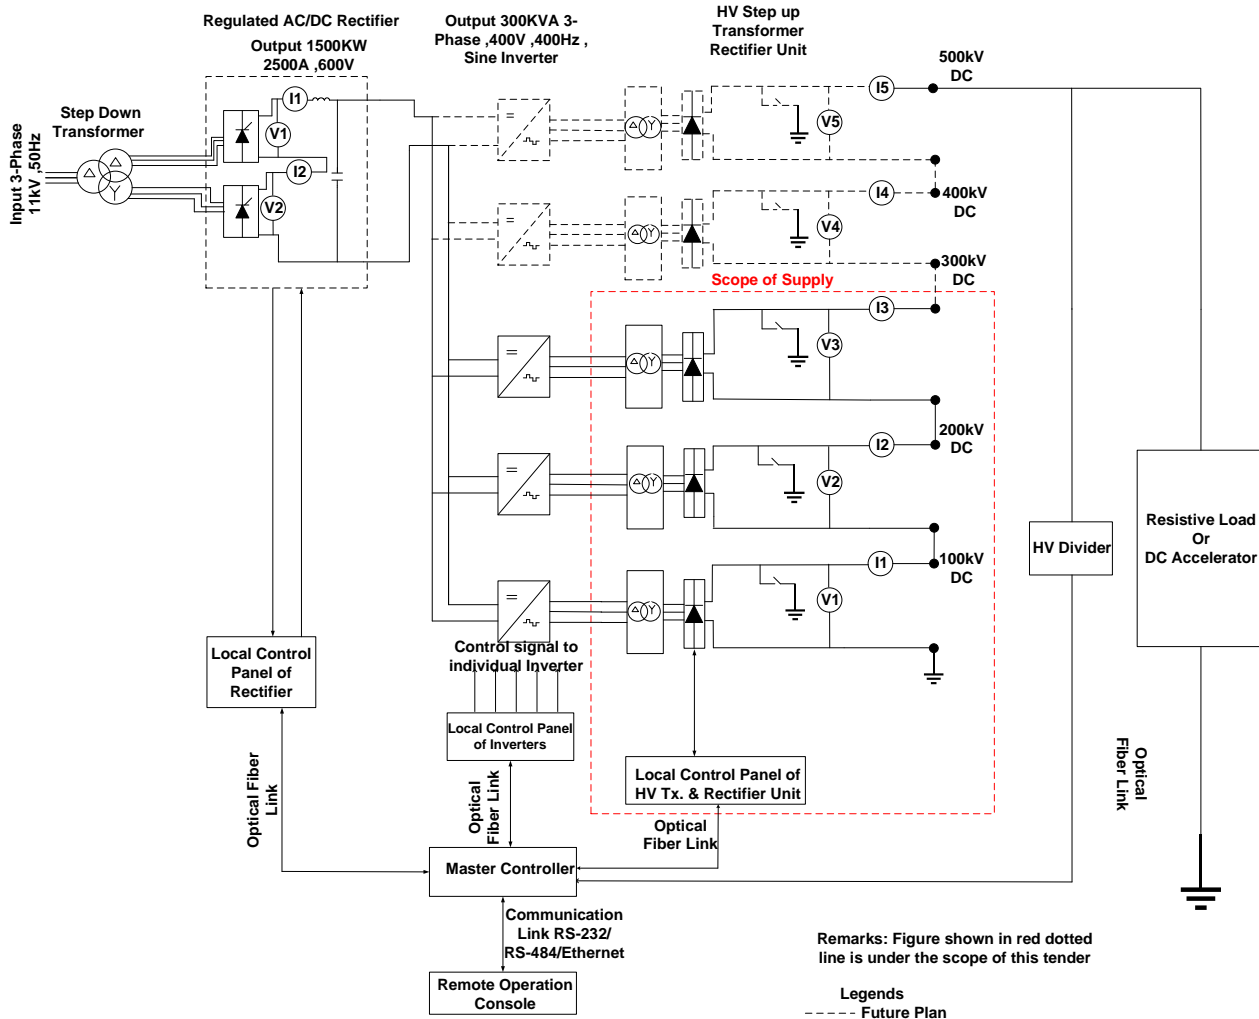 Regulated AC/DC Rectifier
Output 1500KW
2500A ,600V
Output 300KVA 3-
Phase ,400V ,400Hz ,
Sine Inverter
HV Step up
Transformer
Rectifier Unit
500kV
DC
Step Down
Transformer
Input 3-Phase
11kV ,50Hz
I1
V1
I2
V2
I5
V5
I4
V4
400kV
DC
300kV
DC
Scope of Supply
I3
V3
200kV
DC
I2
V2
100kV
DC
I1
V1
HV Divider
Resistive Load
Or
DC Accelerator
Local Control
Panel of
Rectifier
Control signal to
individual Inverter
Local Control Panel
of Inverters
Local Control Panel of
HV Tx. & Rectifier Unit
Optical Fiber
Link
Optical
Fiber Link
Optical
Fiber Link
Optical
Fiber Link
Master Controller
Communication
Link RS-232/
RS-484/Ethernet
Remote Operation
Console
Remarks: Figure shown in red dotted
line is under the scope of this tender
Legends
Future Plan